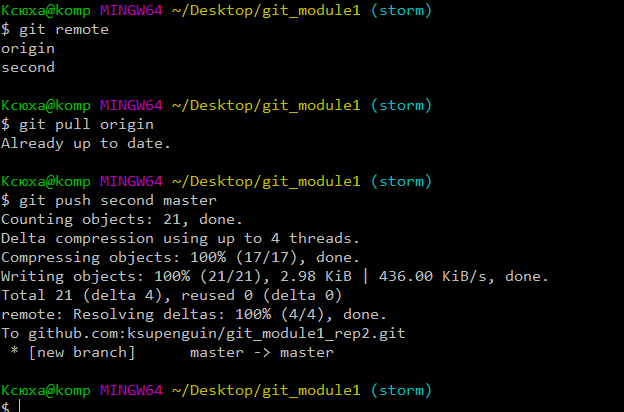 Ксюха@komp MINGW64 ~/Desktop/git_module1 (storm)
$ git remote
origin
second
Ксюха@komp MINGW64 ~/Desktop/git_module1 (storm)
$ git pull origin
Already up to date.
Ксюха@komp MINGW64 ~/Desktop/git_module1 (storm)
$ git push second master
Counting objects: 21, done.
Delta compression using up to 4 threads.
Compressing objects: 100% (17/17), done.
Writing objects: 100% (21/21), 2.98 KiB | 436.00 KiB/s, done.
Total 21 (delta 4), reused 0 (delta 0)
remote: Resolving deltas: 100% (4/4), done.
To github.com:ksupenguin/git_module1_rep2.git
 * [new branch]      master -> master
Ксюха@komp MINGW64 ~/Desktop/git_module1 (storm)
$